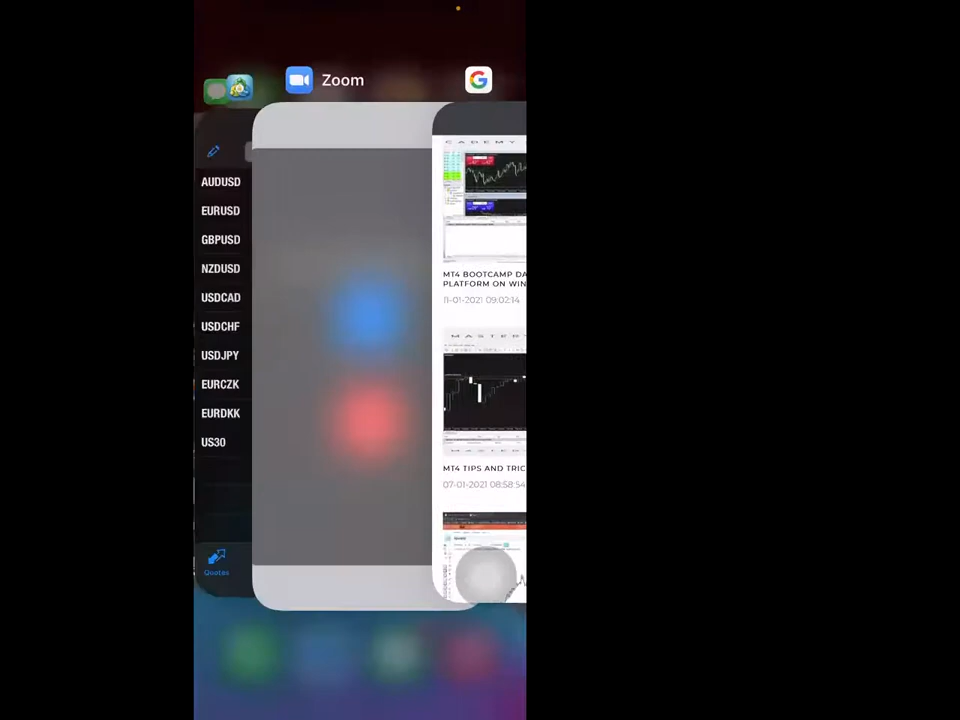 Zoom
AUDUSD
EURUSD
GBPUSD
NZDUSD
USDCAD
USDCHF
USDJPY
EURCZK
EURDKK
US30
Quotes
C A D E M Y
MT4 BOOTCAMP DA
PLATFORM ON WIN
11-01-2021 09:02:14
M A S T E R
MT4 TIPS AND TRIC
07-01-2021 08:58:54